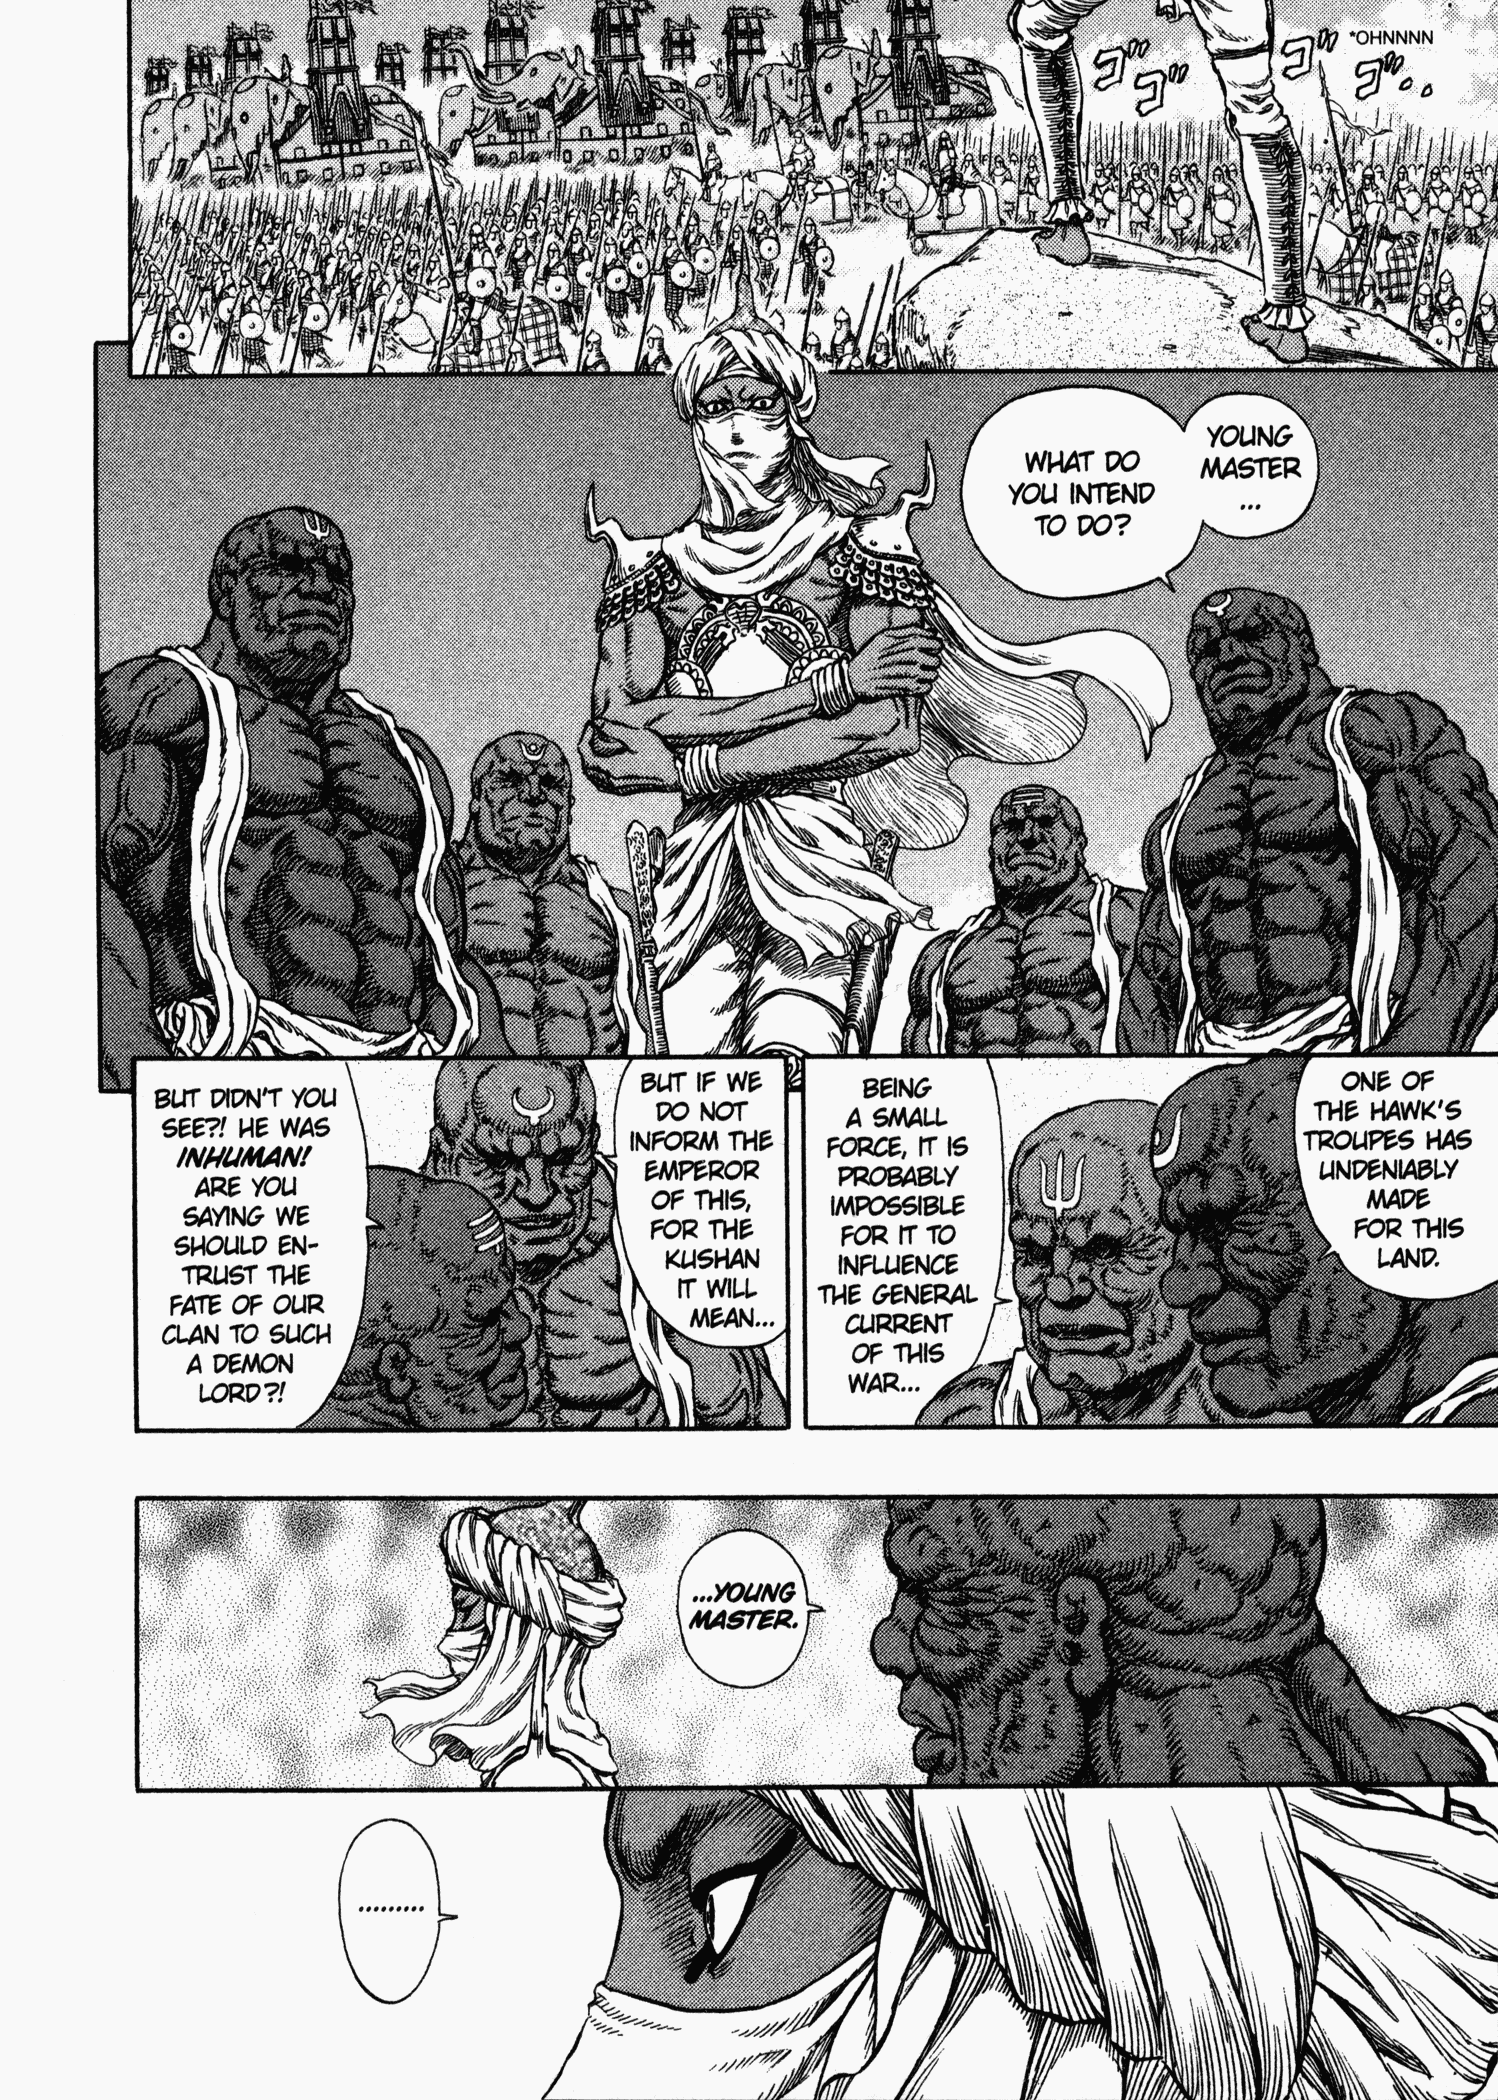 *OHNNNN
ゴゴ
ゴゴ..
YOUNG
MASTER
...
WHAT DO
YOU INTEND
TO DO?
ONE OF
THE HAWK'S
TROUPES HAS
UNDENIABLY
MADE
FOR THIS
LAND.
BEING
A SMALL
FORCE, IT IS
PROBABLY
IMPOSSIBLE
FOR IT TO
INFLUENCE
THE GENERAL
CURRENT
OF THIS
WAR...
BUT IF WE
DO NOT
INFORM THE
EMPEROR
OF THIS,
FOR THE
KUSHAN
IT WILL
MEAN...
BUT DIDN'T YOU
SEE?! HE WAS
INHUMAN!
ARE YOU
SAYING WE
SHOULD EN-
TRUST THE
FATE OF OUR
CLAN TO SUCH
A DEMON
LORD?!
...YOUNG
MASTER.
.........